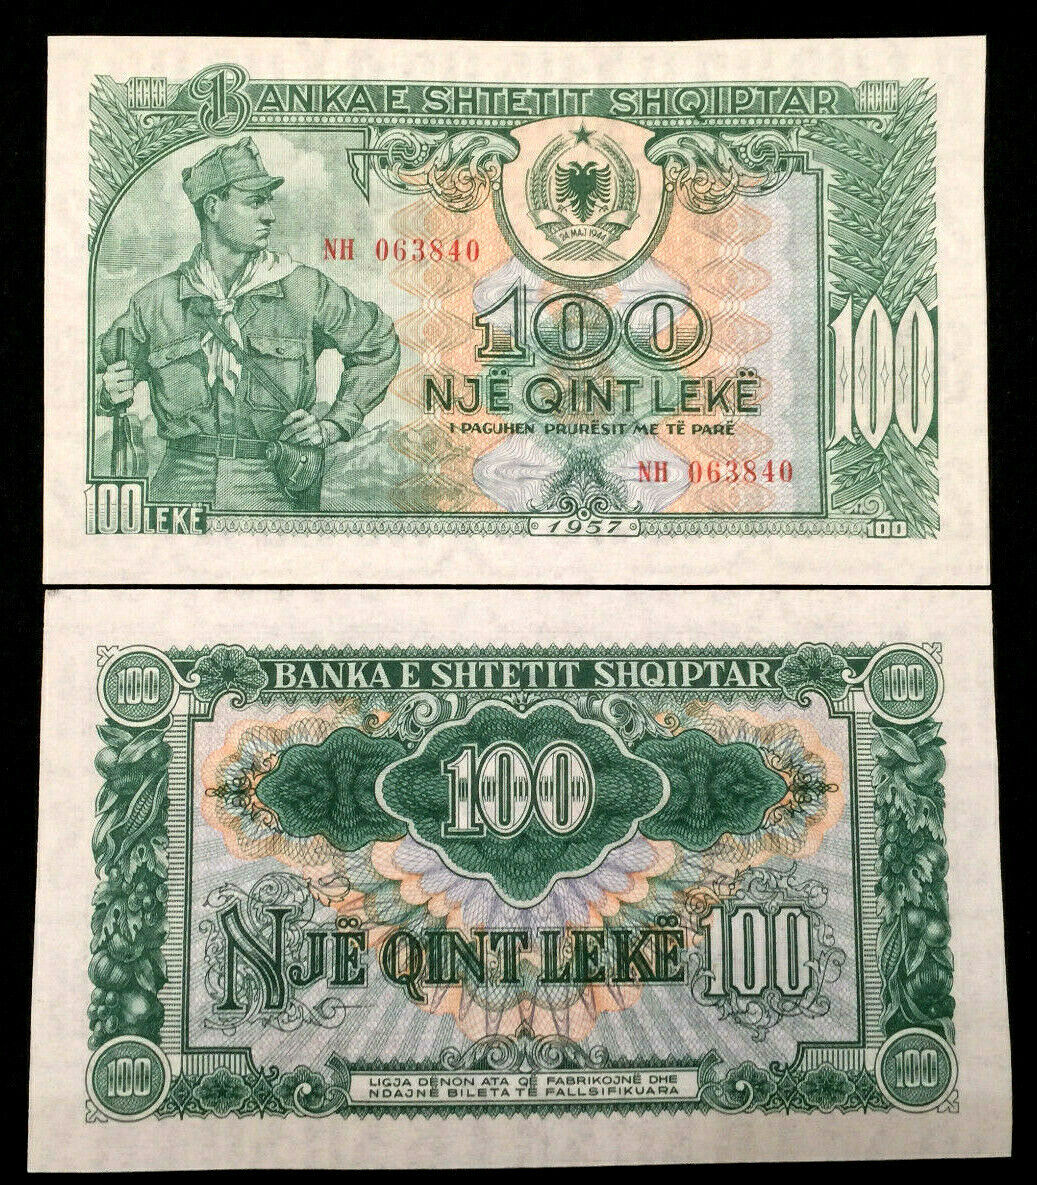 100 BANKA E SHTETIT SHQIPTAR 100
NH 063840
24 MAJ 1944
100
100
NJË QINT LEKË
I PAGUHEN PRURËSIT ME TË PARË
NH 063840
100 LEKË
1957
100
100 BANKA E SHTETIT SHQIPTAR 100
100
NJË QINT LEKË 100
100
LIGJA DËNON ATA QË FABRIKOJNË DHE
NDAJNË BILETA TË FALLSIFIKUARA
100